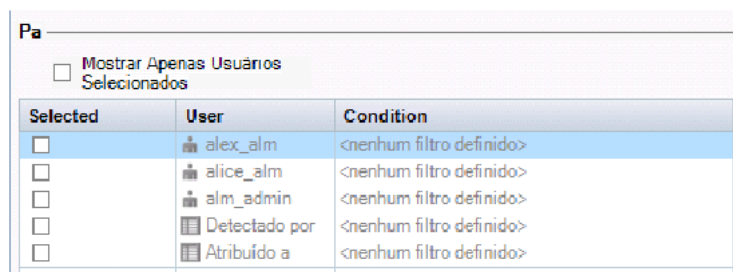 Pa
Mostrar Apenas Usuários
Selecionados
Selected User Condition
alex_alm <nenhum filtro definido>
alice_alm <nenhum filtro definido>
alm_admin <nenhum filtro definido>
Detectado por <nenhum filtro definido>
Atribuído a <nenhum filtro definido>